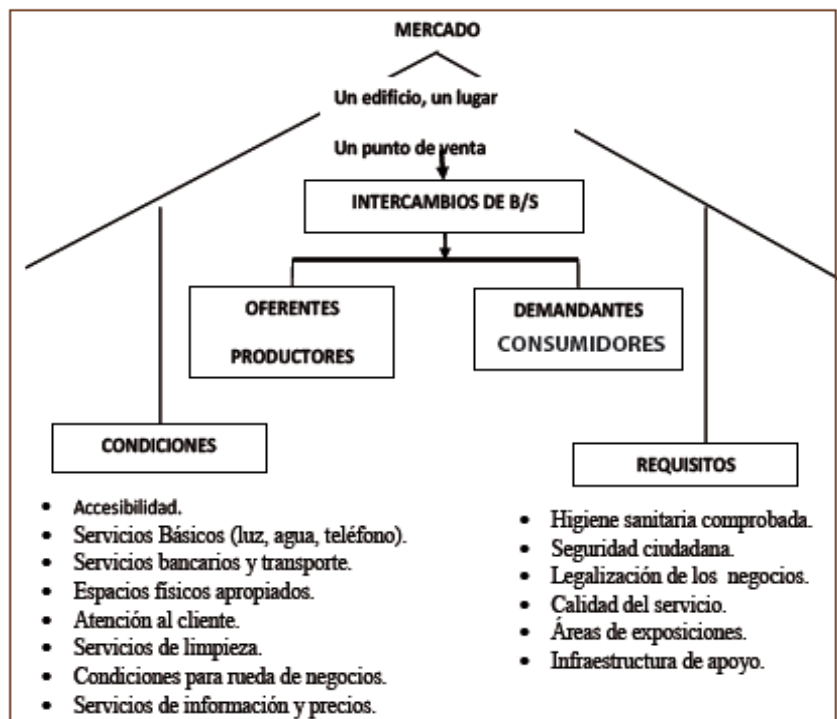 MERCADO
Un edificio, un lugar
Un punto de venta
INTERCAMBIOS DE B/S
OFERENTES
PRODUCTORES
DEMANDANTES
CONSUMIDORES
CONDICIONES
• Accesibilidad.
• Servicios Básicos (luz, agua, teléfono).
• Servicios bancarios y transporte.
• Espacios físicos apropiados.
• Atención al cliente.
• Servicios de limpieza.
• Condiciones para rueda de negocios.
• Servicios de información y precios.
REQUISITOS
• Higiene sanitaria comprobada.
• Seguridad ciudadana.
• Legalización de los negocios.
• Calidad del servicio.
• Áreas de exposiciones.
• Infraestructura de apoyo.